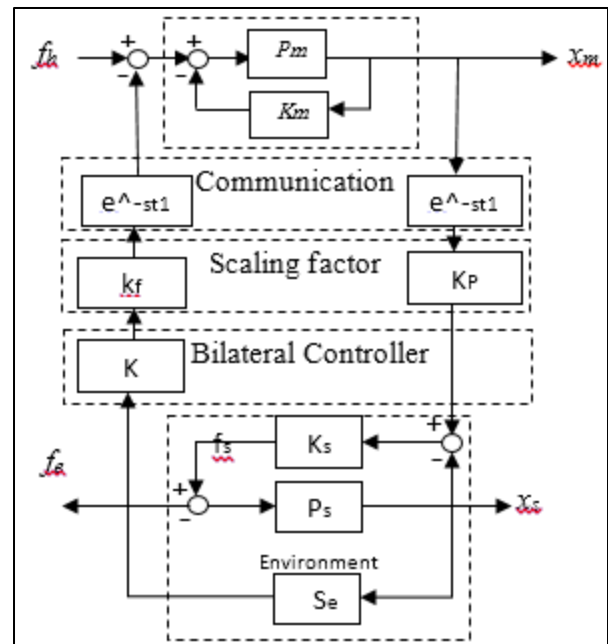 fh + - + - Pm xm
Km
Communication
e^-st1 e^-st1
Scaling factor
kf KP
Bilateral Controller
K
+
-
fs Ks
fe + - Ps xs
Environment
Se